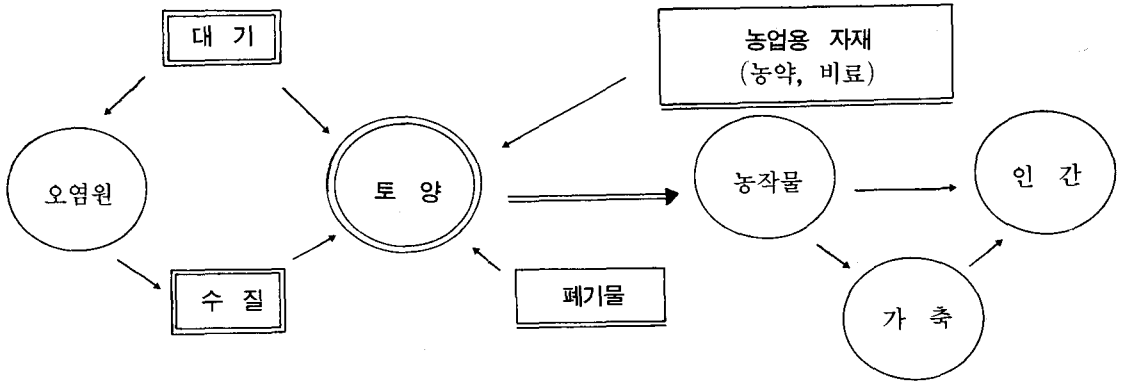 대 기
농업용 자재
(농약, 비료)
오염원
토 양
농작물
인 간
수 질
폐기물
가 축